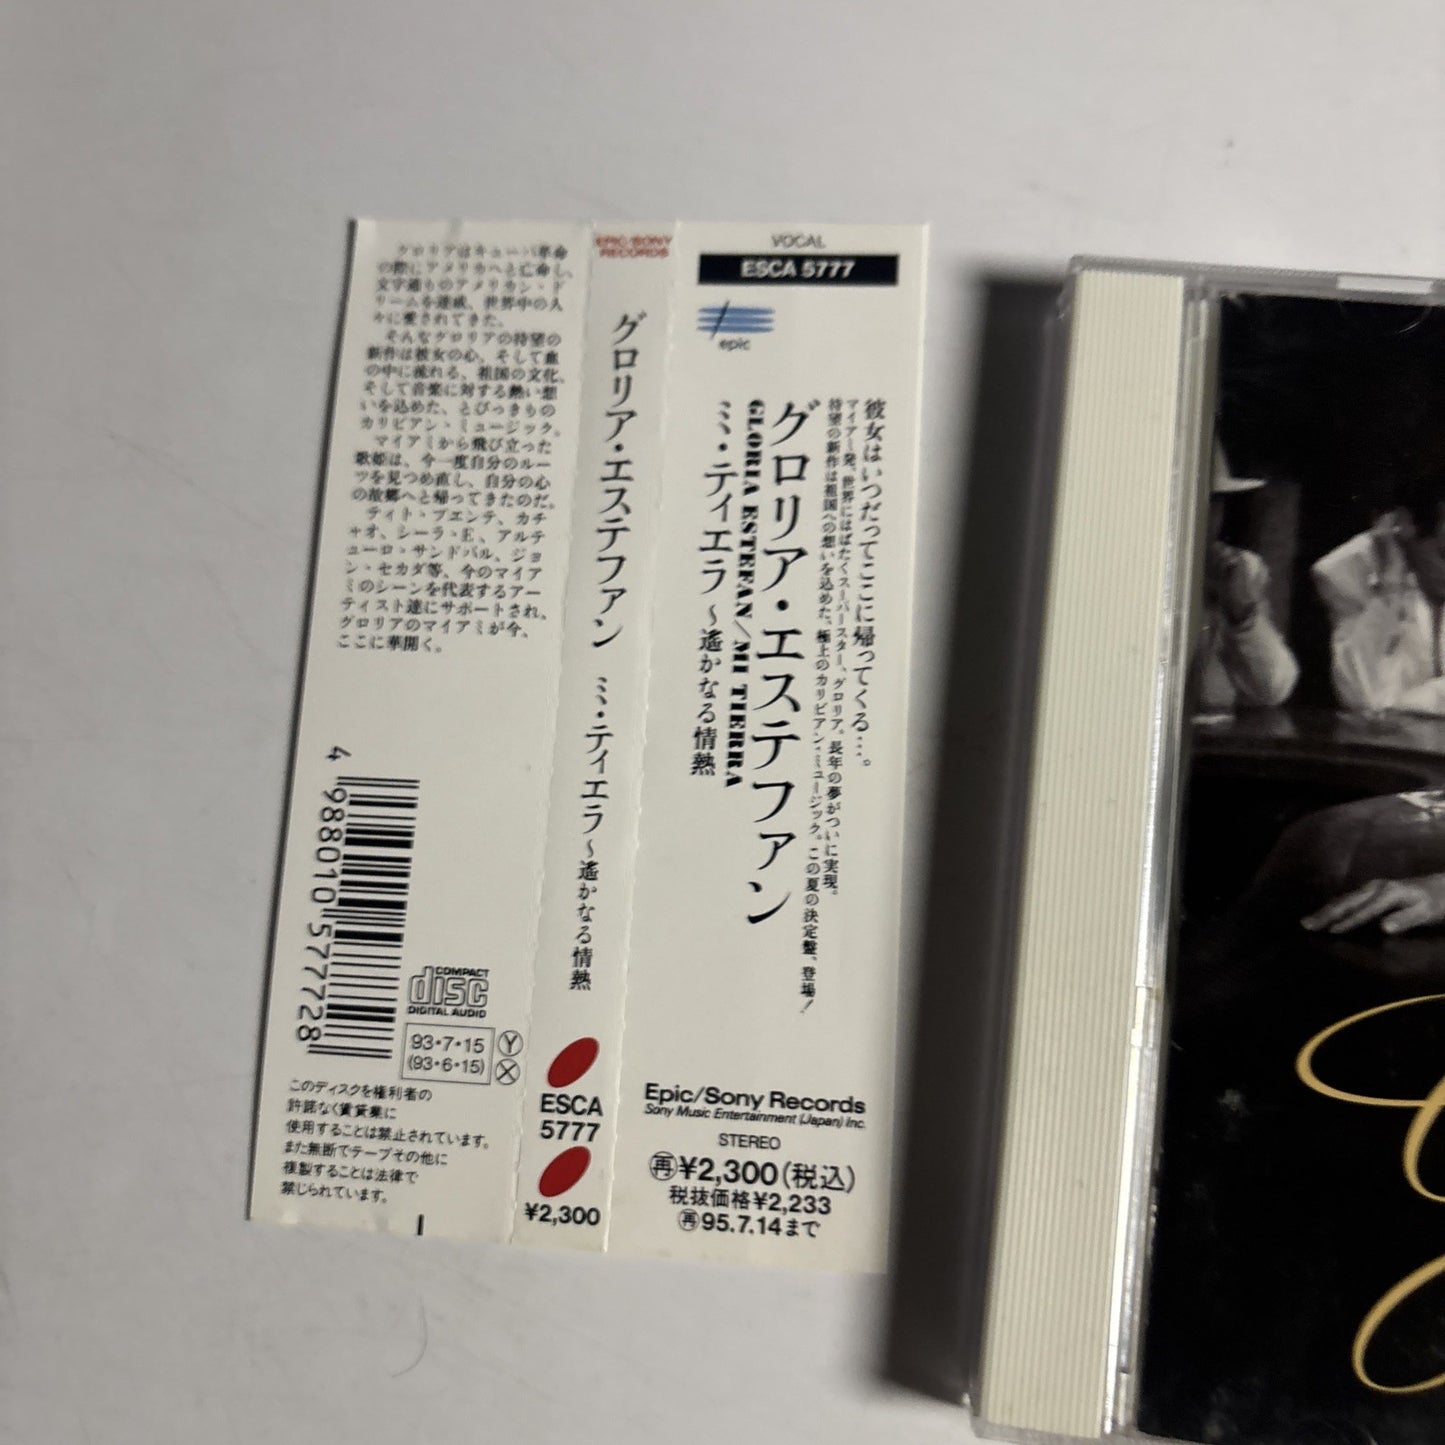 VOCAL
ESCA 5777
epic
彼女はいつだってここに帰ってくる…。
マイアミ発、世界にはばたくスーパースター、グロリア。長年の夢がついに実現。
待望の新作は祖国への想いを込めた、極上のカリビアン・ミュージック。この夏の決定盤、登場!
グロリア・エステファン
GLORIA ESTEFAN/MI TIERRA
ミ・ティエラ〜遙かなる情熱
Epic/Sony Records
Sony Music Entertainment (Japan) Inc.
STEREO
再¥2,300(税込)
税抜価格¥2,233
再95.7.14まで
EPIC/SONY
RECORDS
グロリア・エステファン ミ・ティエラ〜遙かなる情熱
ESCA
5777
¥2,300
グロリアはキューバ革命
の際にアメリカへと亡命し、
文字通りのアメリカン・ド
リームを達成、世界中の人
々に愛されてきた。
そんなグロリアの待望の
新作は彼女の心、そして血
の中に流れる、祖国の文化、
そして音楽に対する熱い想
いを込めた、とびっきりの
カリビアン・ミュージック。
マイアミから飛び立った
歌姫は、今一度自分のルー
ツを見つめ直し、自分の心
の故郷へと帰ってきたのだ。
ティト・プエンテ、カチ
ャオ、シーラ・E、アルテ
ューロ・サンドバル、ジョ
ン・セカダ等、今のマイア
ミのシーンを代表するアー
ティスト達にサポートされ、
グロリアのマイアミが今、
ここに華開く。
4 988010 577728
COMPACT
disc
DIGITAL AUDIO
93・7・15 Y
(93・6・15) X
このディスクを権利者の
許諾なく賃貸業に
使用することは禁止されています。
また無断でテープその他に
複製することは法律で
禁じられています。
I